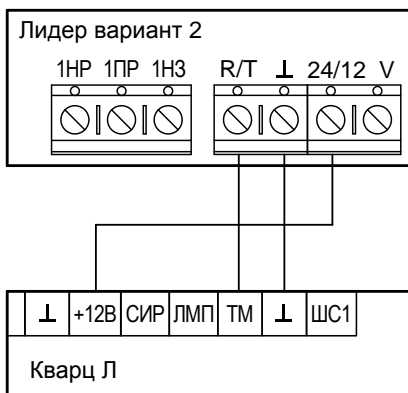 Лидер вариант 2
1НР 1ПР 1НЗ R/T ⊥ 24/12 V
⊥ +12В СИР ЛМП ТМ ⊥ ШС1
Кварц Л